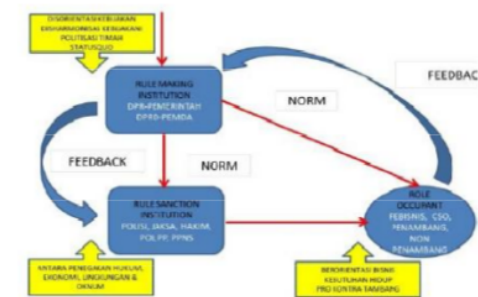 DISORIENTASI KEBIJAKAN
DISHARMONISASI KEBIJAKAN
POLITISASI TIMAH
STATUSQUO
RULE MAKING
INSTITUTION
DPR-PEMERINTAH
DPRD-PEMDA
FEEDBACK
NORM
FEEDBACK
NORM
RULE SANCTION
INSTITUTION
POLISI, JAKSA, HAKIM,
POL PP, PPNS
ROLE
OCCUPANT
PEBISNIS, CSO,
PENAMBANG,
NON
PENAMBANG
ANTARA PENEGAKAN HUKUM,
EKONOMI, LINGKUNGAN &
OKNUM
BERORIENTASI BISNIS
KEBUTUHAN HIDUP
PRO KONTRA TAMBANG